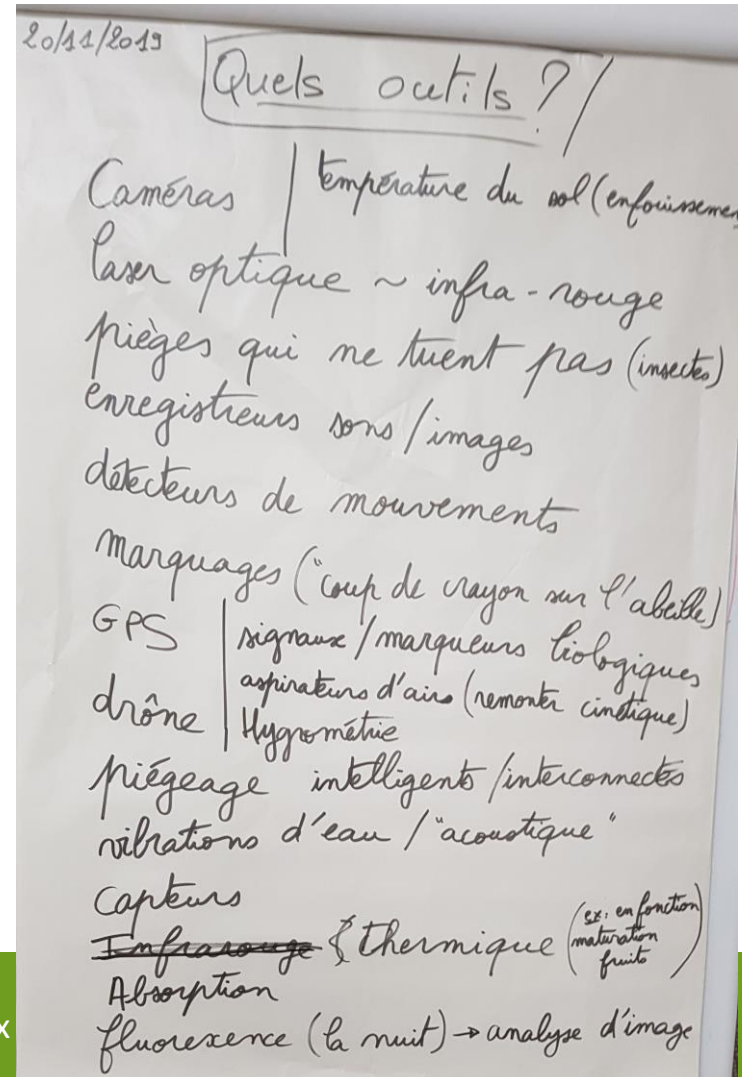 20/11/2019
Quels outils ?
Caméras | température du sol (enfouissemen
laser optique ~ infra-rouge
pièges qui ne tuent pas (insectes)
enregistreurs sons/images
détecteurs de mouvements
marquages ("coup de crayon sur l'abeille)
GPS | signaux/marqueurs biologiques
aspirateurs d'airs (remonter cinétique)
drône | Hygrométrie
piégeage intelligents/interconnectés
vibrations d'eau / "acoustique"
Capteurs
Infrarouge { thermique (ex: en fonction
maturation
fruits)
Absorption
fluorexence (la nuit) → analyse d'image
x